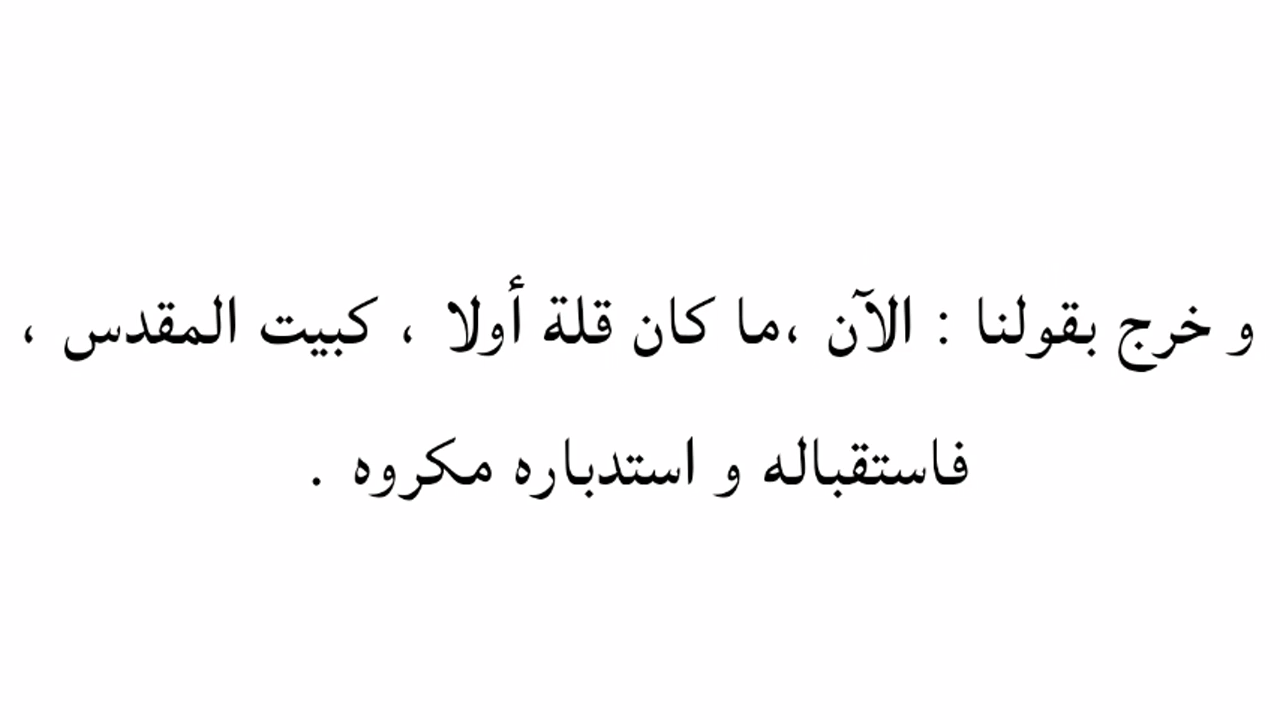 و خرج بقولنا : الآن ،ما كان قلة أولا ، كبيت المقدس ،
فاستقباله و استدباره مكروه .